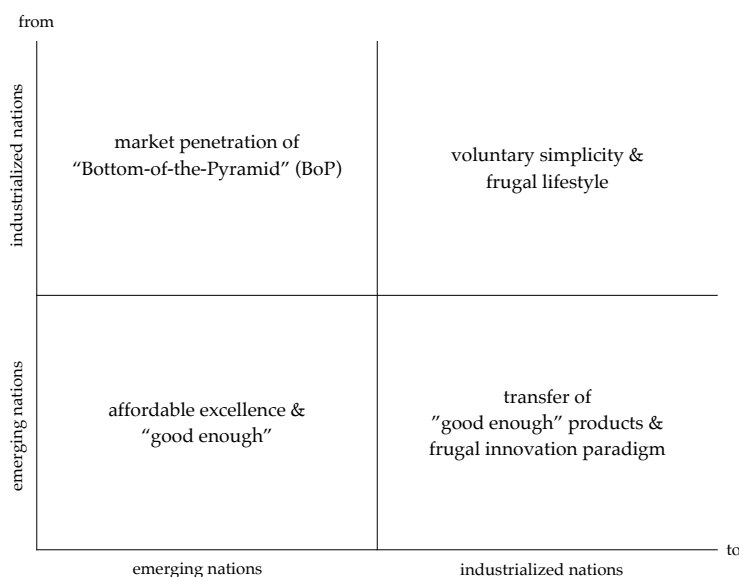 from
industrialized nations
market penetration of
“Bottom-of-the-Pyramid” (BoP)
voluntary simplicity &
frugal lifestyle
emerging nations
affordable excellence &
“good enough”
transfer of
”good enough” products &
frugal innovation paradigm
to
emerging nations
industrialized nations